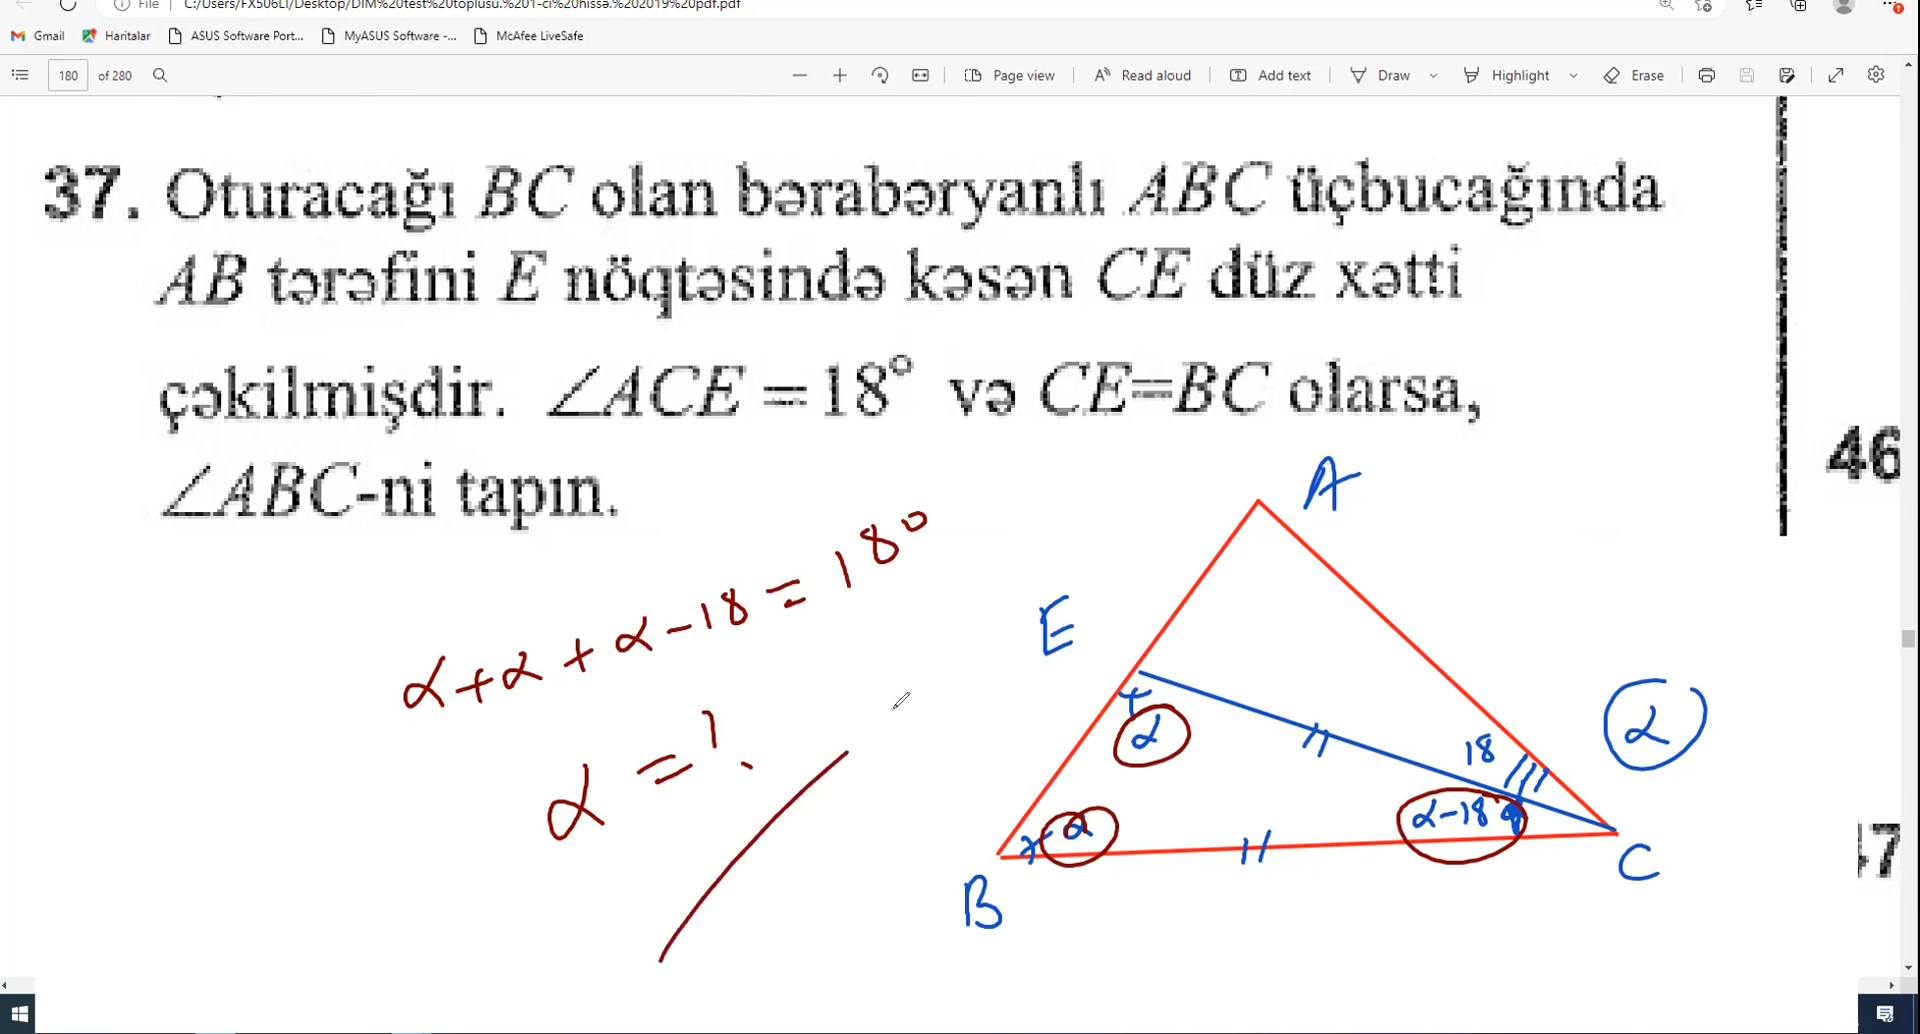 File C:/Users/FX506LI/Desktop/DIM%20test%20toplusu.%201-ci%20hissə.%202019%20pdf.pdf
Gmail Haritalar ASUS Software Port... MyASUS Software -... McAfee LiveSafe
180 of 280 Page view Read aloud Add text Draw Highlight Erase
37. Oturacağı BC olan bərabəryanlı ABC üçbucağında
AB tərəfini E nöqtəsində kəsən CE düz xətti
çəkilmişdir. ∠ACE = 18° və CE=BC olarsa,
∠ABC-ni tapın.
46
47
α + α + α - 18 = 18°
α = ?
A
E
α
18
α
α
α - 18°
B
C